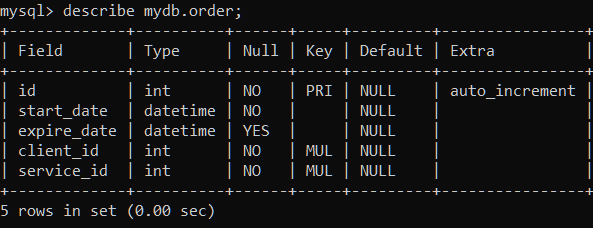 mysql> describe mydb.order;
+-------------+----------+------+-----+---------+----------------+
| Field       | Type     | Null | Key | Default | Extra          |
+-------------+----------+------+-----+---------+----------------+
| id          | int      | NO   | PRI | NULL    | auto_increment |
| start_date  | datetime | NO   |     | NULL    |                |
| expire_date | datetime | YES  |     | NULL    |                |
| client_id   | int      | NO   | MUL | NULL    |                |
| service_id  | int      | NO   | MUL | NULL    |                |
+-------------+----------+------+-----+---------+----------------+
5 rows in set (0.00 sec)